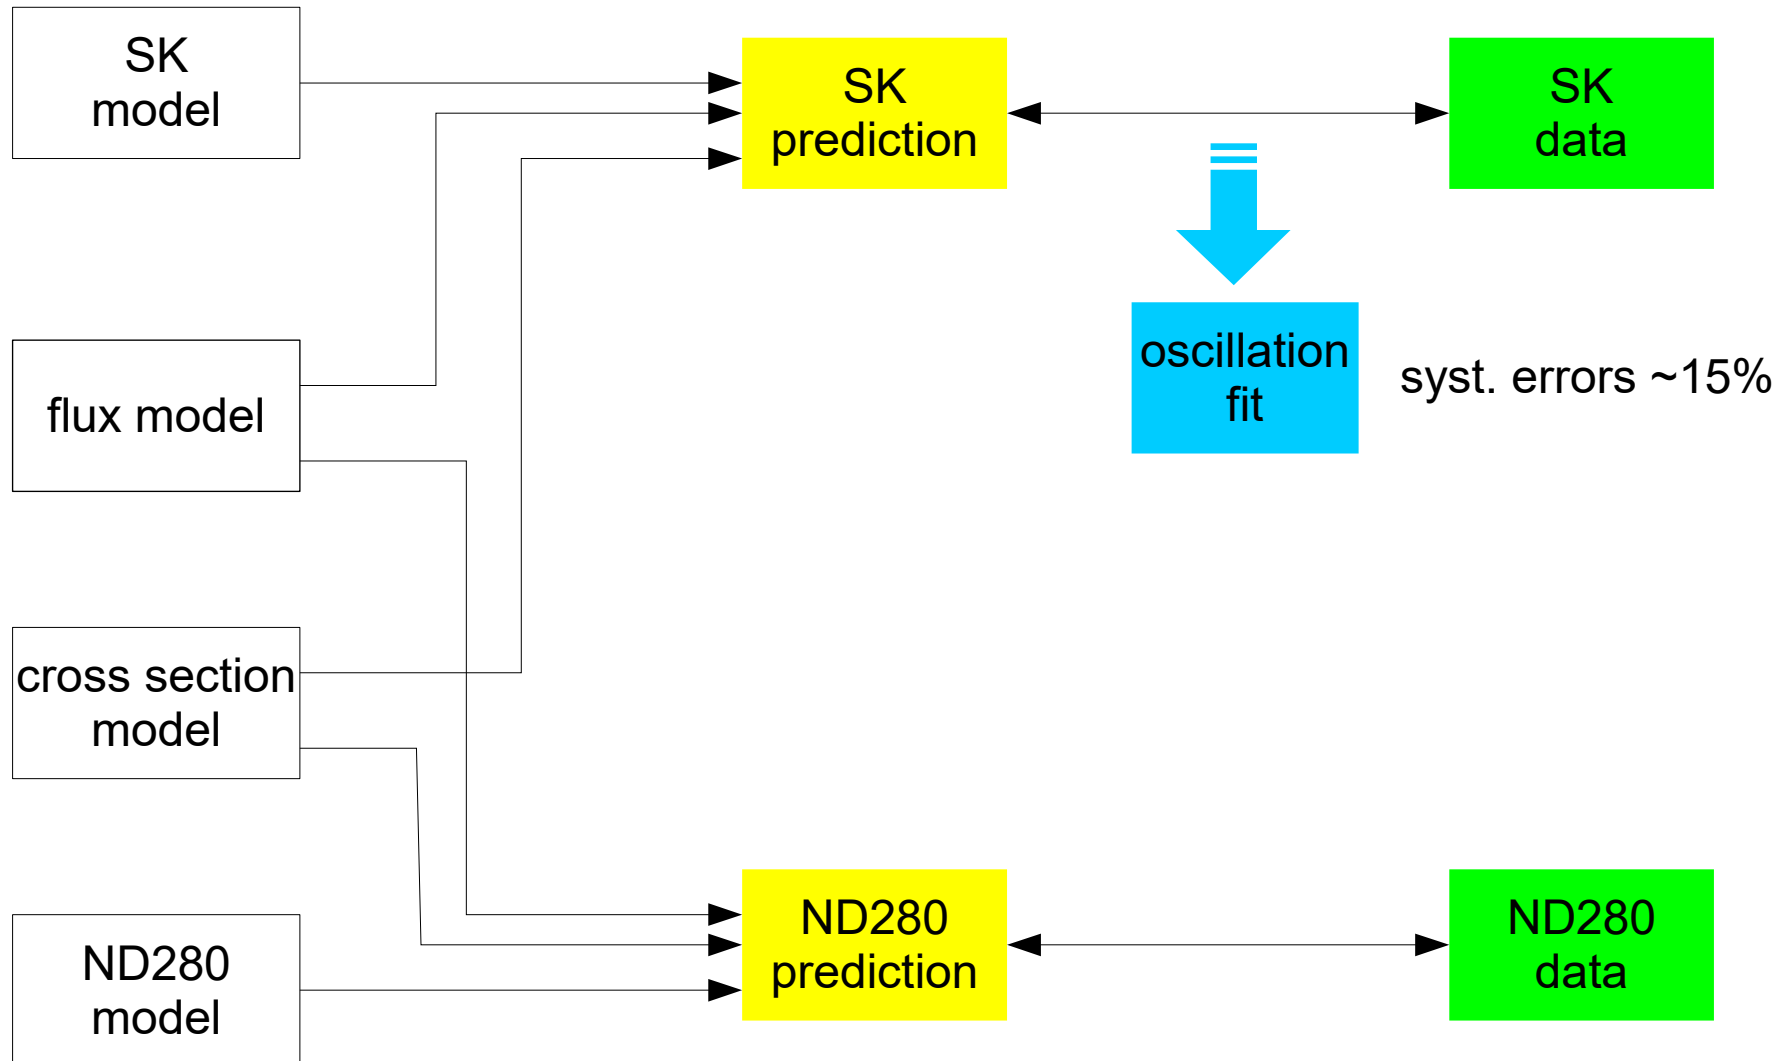 SK
model
SK
prediction
SK
data
flux model
oscillation
fit
syst. errors ~15%
cross section
model
ND280
model
ND280
prediction
ND280
data